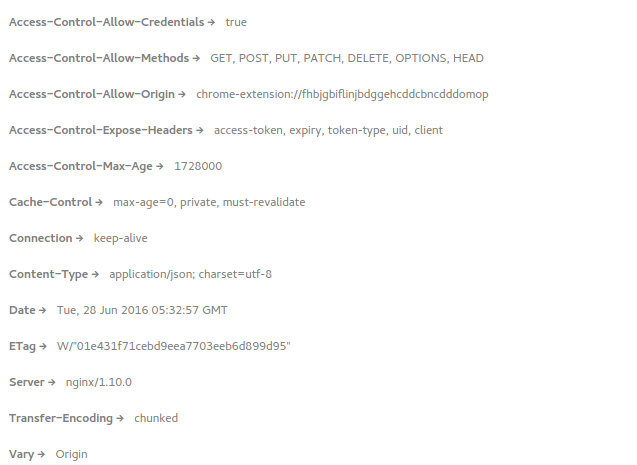 Access-Control-Allow-Credentials → true
Access-Control-Allow-Methods → GET, POST, PUT, PATCH, DELETE, OPTIONS, HEAD
Access-Control-Allow-Origin → chrome-extension://fhbjgbiflinjbdggehcddcbncdddomop
Access-Control-Expose-Headers → access-token, expiry, token-type, uid, client
Access-Control-Max-Age → 1728000
Cache-Control → max-age=0, private, must-revalidate
Connection → keep-alive
Content-Type → application/json; charset=utf-8
Date → Tue, 28 Jun 2016 05:32:57 GMT
ETag → W/"01e431f71cebd9eea7703eeb6d899d95"
Server → nginx/1.10.0
Transfer-Encoding → chunked
Vary → Origin